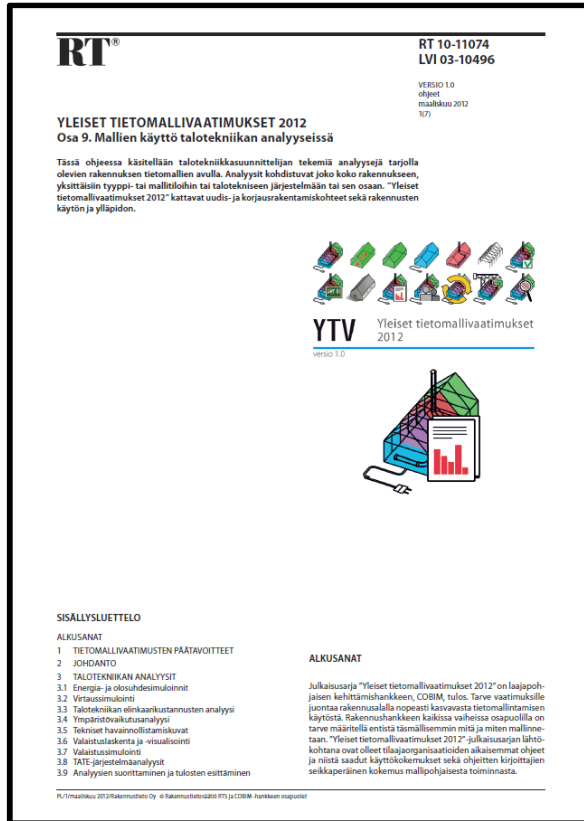 RT®
RT 10-11074
LVI 03-10496
VERSIO 1.0
ohjeet
maaliskuu 2012
1(7)
YLEISET TIETOMALLIVAATIMUKSET 2012
Osa 9. Mallien käyttö talotekniikan analyyseissä
Tässä ohjeessa käsitellään talotekniikkasuunnittelijan tekemiä analyysejä tarjolla
olevien rakennuksen tietomallien avulla. Analyysit kohdistuvat joko koko rakennukseen,
yksittäisiin tyyppi- tai mallitiloihin tai talotekniseen järjestelmään tai sen osaan. "Yleiset
tietomallivaatimukset 2012" kattavat uudis- ja korjausrakentamiskohteet sekä rakennusten
käytön ja ylläpidon.
YTV Yleiset tietomallivaatimukset
2012
versio 1.0
SISÄLLYSLUETTELO
ALKUSANAT
1 TIETOMALLIVAATIMUSTEN PÄÄTAVOITTEET
2 JOHDANTO
3 TALOTEKNIIKAN ANALYYSIT
3.1 Energia- ja olosuhdesimuloinnit
3.2 Virtaussimulointi
3.3 Talotekniikan elinkaarikustannusten analyysi
3.4 Ympäristövaikutusanalyysi
3.5 Tekniset havainnollistamiskuvat
3.6 Valaistuslaskenta ja -visualisointi
3.7 Valaistussimulointi
3.8 TATE-järjestelmäanalyysit
3.9 Analyysien suorittaminen ja tulosten esittäminen
ALKUSANAT
Julkaisusarja "Yleiset tietomallivaatimukset 2012" on laajapoh-
jaisen kehittämishankkeen, COBIM, tulos. Tarve vaatimuksille
juontaa rakennusalalla nopeasti kasvavasta tietomallintamisen
käytöstä. Rakennushankkeen kaikissa vaiheissa osapuolilla on
tarve määritellä entistä täsmällisemmin mitä ja miten mallinne-
taan. "Yleiset tietomallivaatimukset 2012" -julkaisusarjan lähtö-
kohtana ovat olleet tilaajaorganisaatioiden aikaisemmat ohjeet
ja niistä saadut käyttökokemukset sekä ohjeitten kirjoittajien
seikkaperäinen kokemus mallipohjaisesta toiminnasta.
PL/1/maaliskuu 2012/Rakennustieto Oy © Rakennustietosäätiö RTS ja COBIM -hankkeen osapuolet